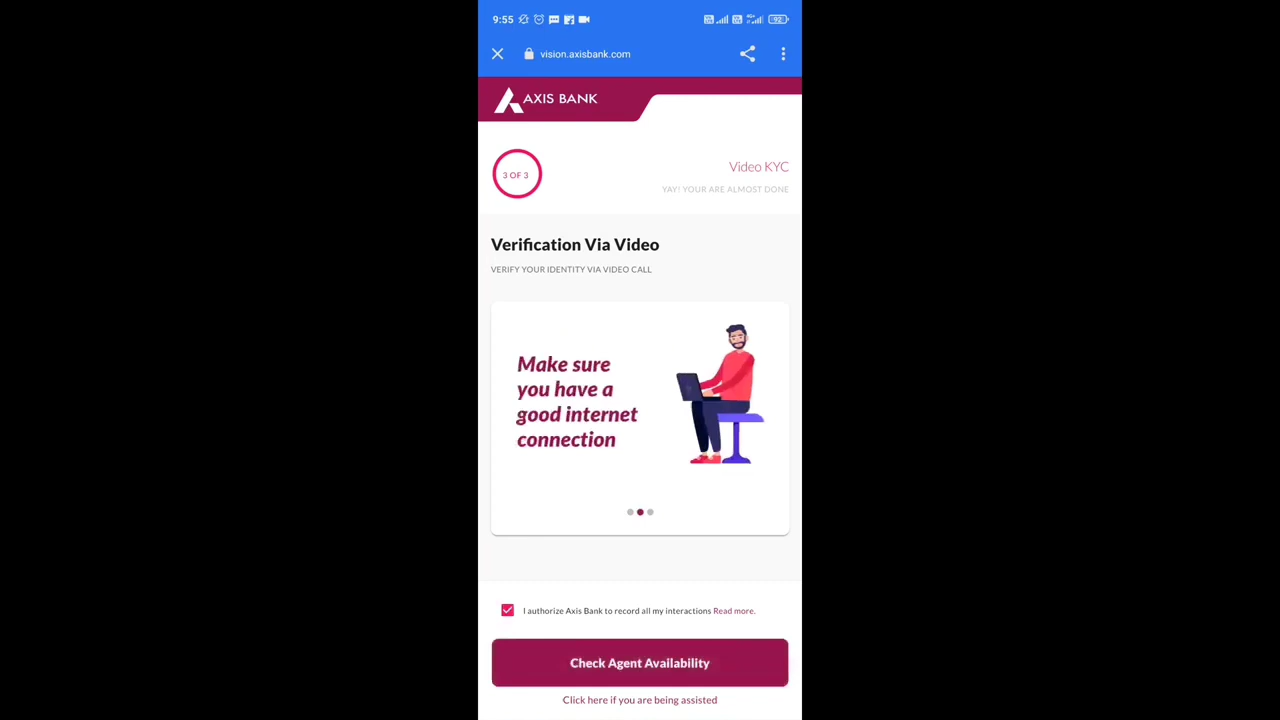 9:55
92
vision.axisbank.com
AXIS BANK
3 OF 3
Video KYC
YAY! YOUR ARE ALMOST DONE
Verification Via Video
VERIFY YOUR IDENTITY VIA VIDEO CALL
Make sure
you have a
good internet
connection
I authorize Axis Bank to record all my interactions Read more.
Check Agent Availability
Click here if you are being assisted